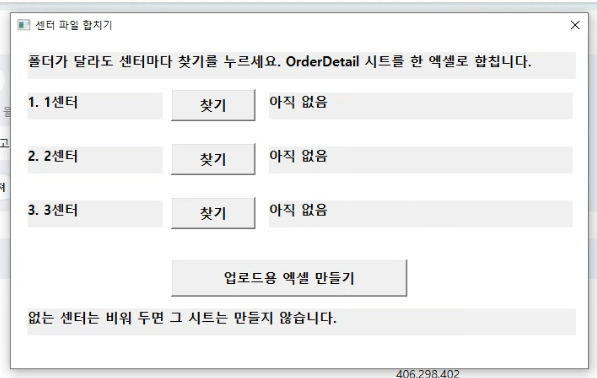 센터 파일 합치기
폴더가 달라도 센터마다 찾기를 누르세요. OrderDetail 시트를 한 엑셀로 합칩니다.
1. 1센터
찾기
아직 없음
2. 2센터
찾기
아직 없음
3. 3센터
찾기
아직 없음
업로드용 엑셀 만들기
없는 센터는 비워 두면 그 시트는 만들지 않습니다.
406,298,402